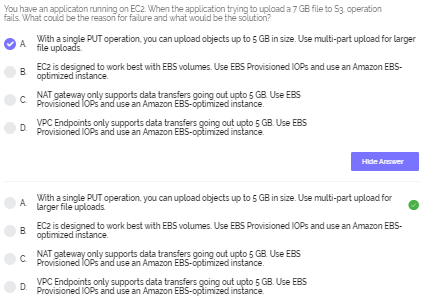 You have an applicaton running on EC2. When the application trying to upload a 7 GB file to S3, operation
fails. What could be the reason for failure and what would be the solution?
A. With a single PUT operation, you can upload objects up to 5 GB in size. Use multi-part upload for larger
file uploads.
B. EC2 is designed to work best with EBS volumes. Use EBS Provisioned IOPs and use an Amazon EBS-
optimized instance.
C. NAT gateway only supports data transfers going out upto 5 GB. Use EBS
Provisioned IOPs and use an Amazon EBS-optimized instance.
D. VPC Endpoints only supports data transfers going out upto 5 GB. Use EBS
Provisioned IOPs and use an Amazon EBS-optimized instance.
Hide Answer
A. With a single PUT operation, you can upload objects up to 5 GB in size. Use multi-part upload for
larger file uploads.
B. EC2 is designed to work best with EBS volumes. Use EBS Provisioned IOPs and use an Amazon EBS-
optimized instance.
C. NAT gateway only supports data transfers going out upto 5 GB. Use EBS
Provisioned IOPs and use an Amazon EBS-optimized instance.
D. VPC Endpoints only supports data transfers going out upto 5 GB. Use EBS
Provisioned IOPs and use an Amazon EBS-optimized instance.